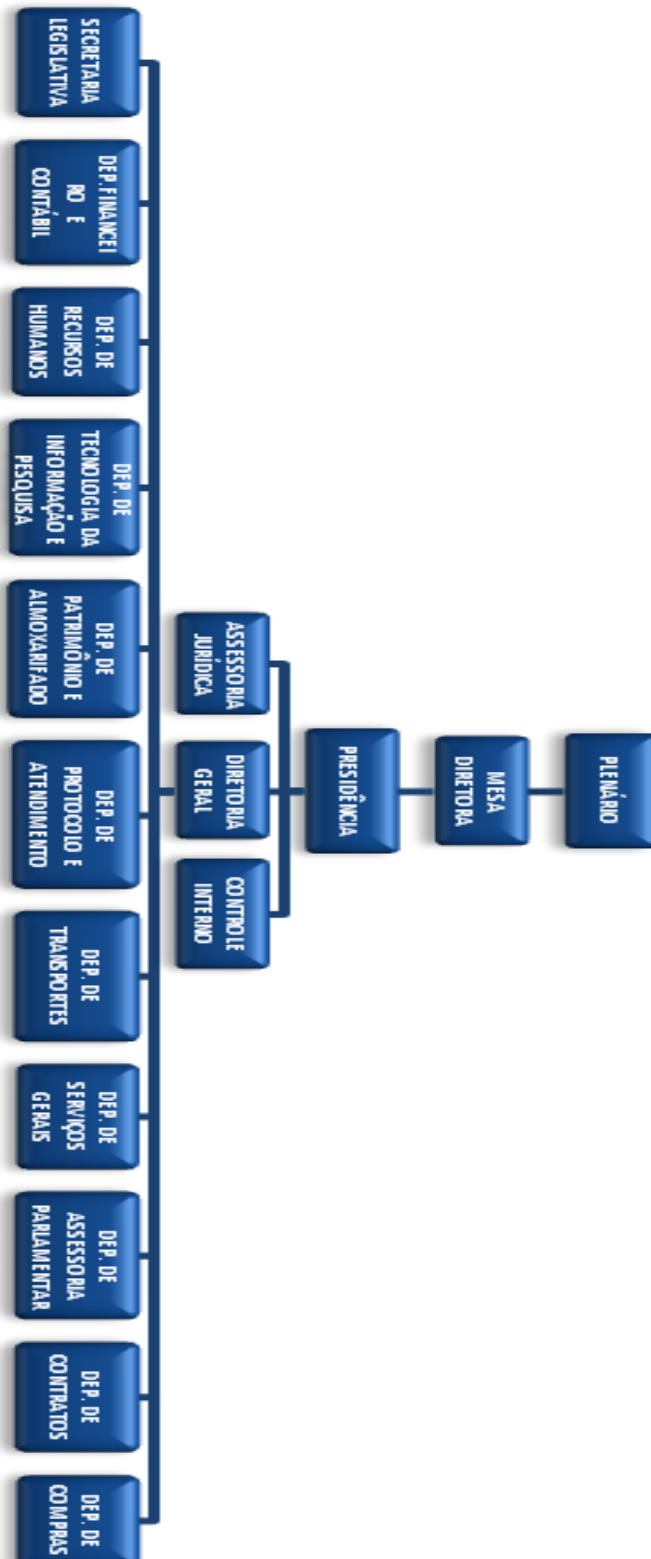 PLENÁRIO
MESA
DIRETORA
PRESIDÊNCIA
ASSESSORIA
JURÍDICA
DIRETORIA
GERAL
CONTROLE
INTERNO
SECRETARIA
LEGISLATIVA
DEP.FINANCEI
RO E
CONTÁBIL
DEP. DE
RECURSOS
HUMANOS
DEP. DE
TECNOLOGIA DA
INFORMAÇÃO E
PESQUISA
DEP. DE
PATRIMÔNIO E
ALMOXARIFADO
DEP. DE
PROTOCOLO E
ATENDIMENTO
DEP. DE
TRANSPORTES
DEP. DE
SERVIÇOS
GERAIS
DEP. DE
ASSESSORIA
PARLAMENTAR
DEP. DE
CONTRATOS
DEP. DE
COMPRAS